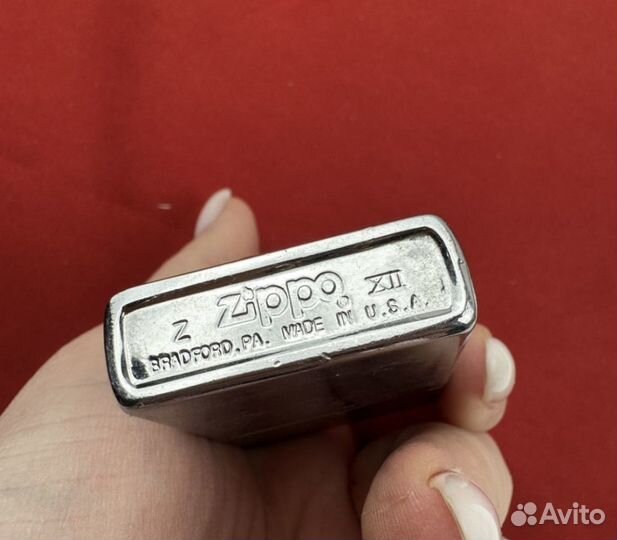 Z Zippo XII
BRADFORD, PA. MADE IN U.S.A.
Avito